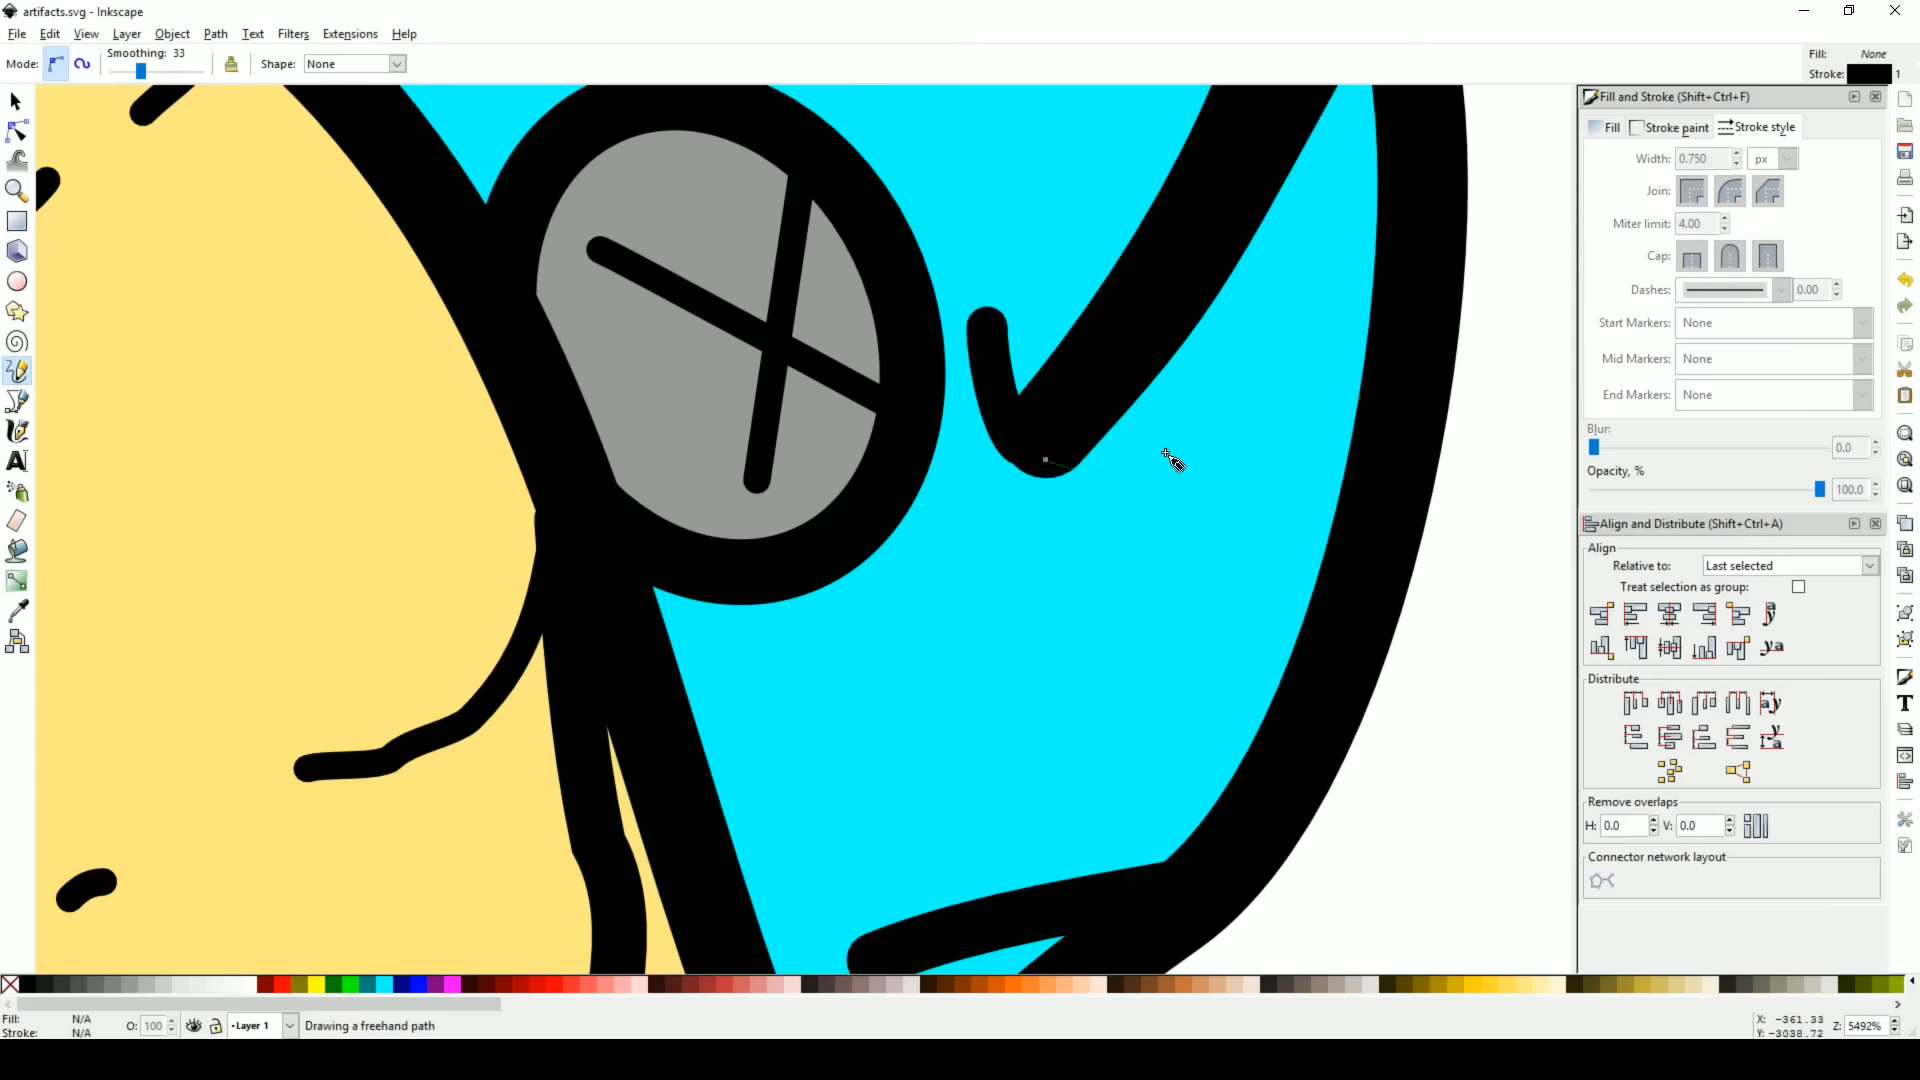 artifacts.svg - Inkscape
File Edit View Layer Object Path Text Filters Extensions Help
Mode: Smoothing: 33 Shape: None
Fill: None
Stroke: 1
Fill and Stroke (Shift+Ctrl+F)
Fill Stroke paint Stroke style
Width: 0.750 px
Join:
Miter limit: 4.00
Cap:
Dashes: 0.00
Start Markers: None
Mid Markers: None
End Markers: None
Blur:
0.0
Opacity, %
100.0
Align and Distribute (Shift+Ctrl+A)
Align
Relative to: Last selected
Treat selection as group:
Distribute
Remove overlaps
H: 0.0 V: 0.0
Connector network layout
Fill: N/A
Stroke: N/A
O: 100 •Layer 1 Drawing a freehand path
X: -361.33
Y: -3038.72
Z: 5492%